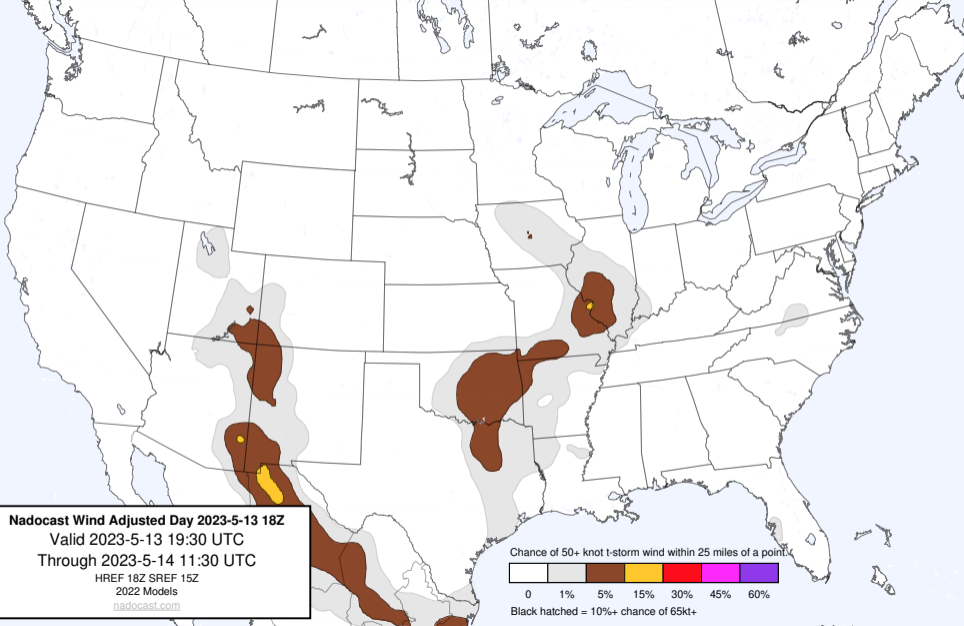 Nadocast Wind Adjusted Day 2023-5-13 18Z
Valid 2023-5-13 19:30 UTC
Through 2023-5-14 11:30 UTC
HREF 18Z SREF 15Z
2022 Models
nadocast.com
Chance of 50+ knot t-storm wind within 25 miles of a point.
0 1% 5% 15% 30% 45% 60%
Black hatched = 10%+ chance of 65kt+